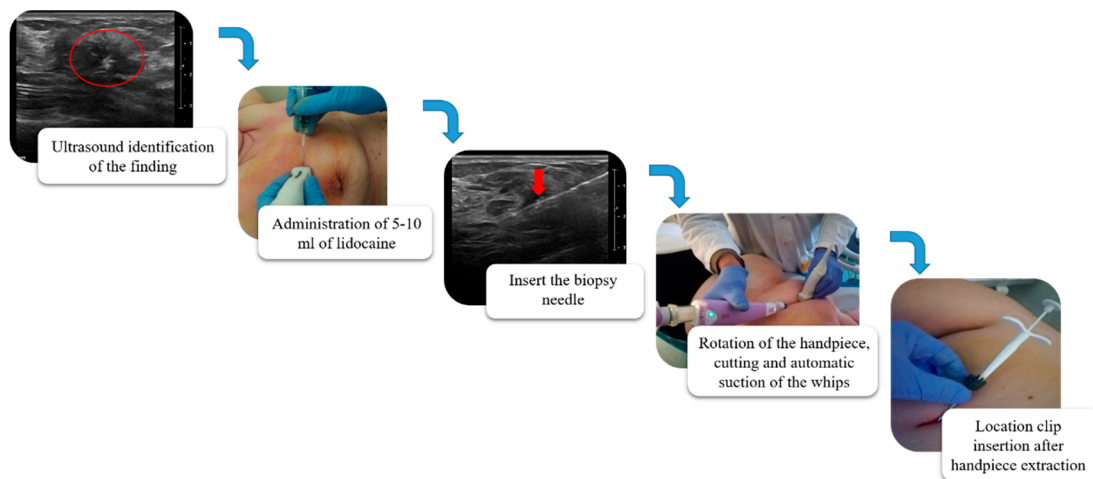 Ultrasound identification
of the finding
Administration of 5-10
ml of lidocaine
Insert the biopsy
needle
Rotation of the handpiece,
cutting and automatic
suction of the whips
Location clip
insertion after
handpiece extraction